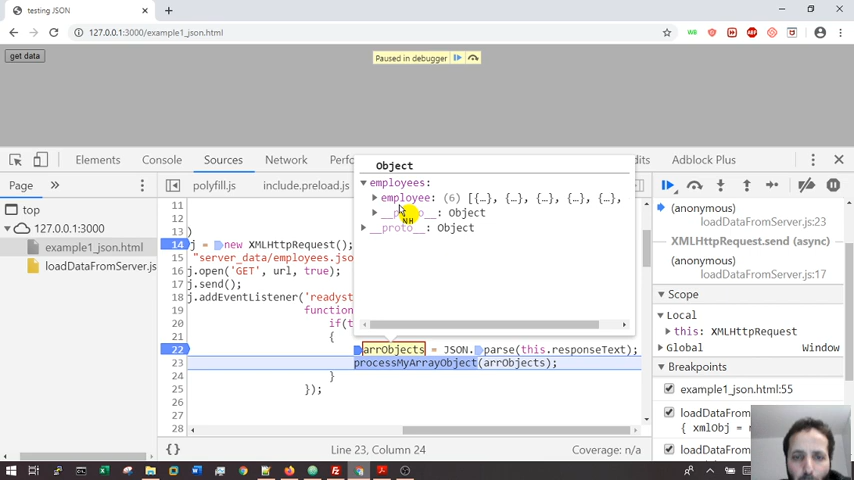 testing JSON
127.0.0.1:3000/example1_json.html
get data
Paused in debugger
Elements Console Sources Network Perfo dits Adblock Plus
Page » polyfill.js include.preload.js
top
127.0.0.1:3000
example1_json.html
loadDataFromServer.js
11
12
13 )
14 j = new XMLHttpRequest();
15 "server_data/employees.jso
16 j.open('GET', url, true);
17 j.send();
18 j.addEventListener('readyst
19 function
20 if(t
21 {
22 arrObjects = JSON.parse(this.responseText);
23 processMyArrayObject(arrObjects);
24 }
25 });
26
27
28
Object
employees:
employee: (6) [{…}, {…}, {…}, {…}, {…},
__proto__: Object
__proto__: Object
NH
(anonymous)
loadDataFromServer.js:23
XMLHttpRequest.send (async)
(anonymous)
loadDataFromServer.js:17
Scope
Local
this: XMLHttpRequest
Global Window
Breakpoints
example1_json.html:55
loadDataFrom
{ xmlObj = n
loadDataFrom
{} Line 23, Column 24 Coverage: n/a